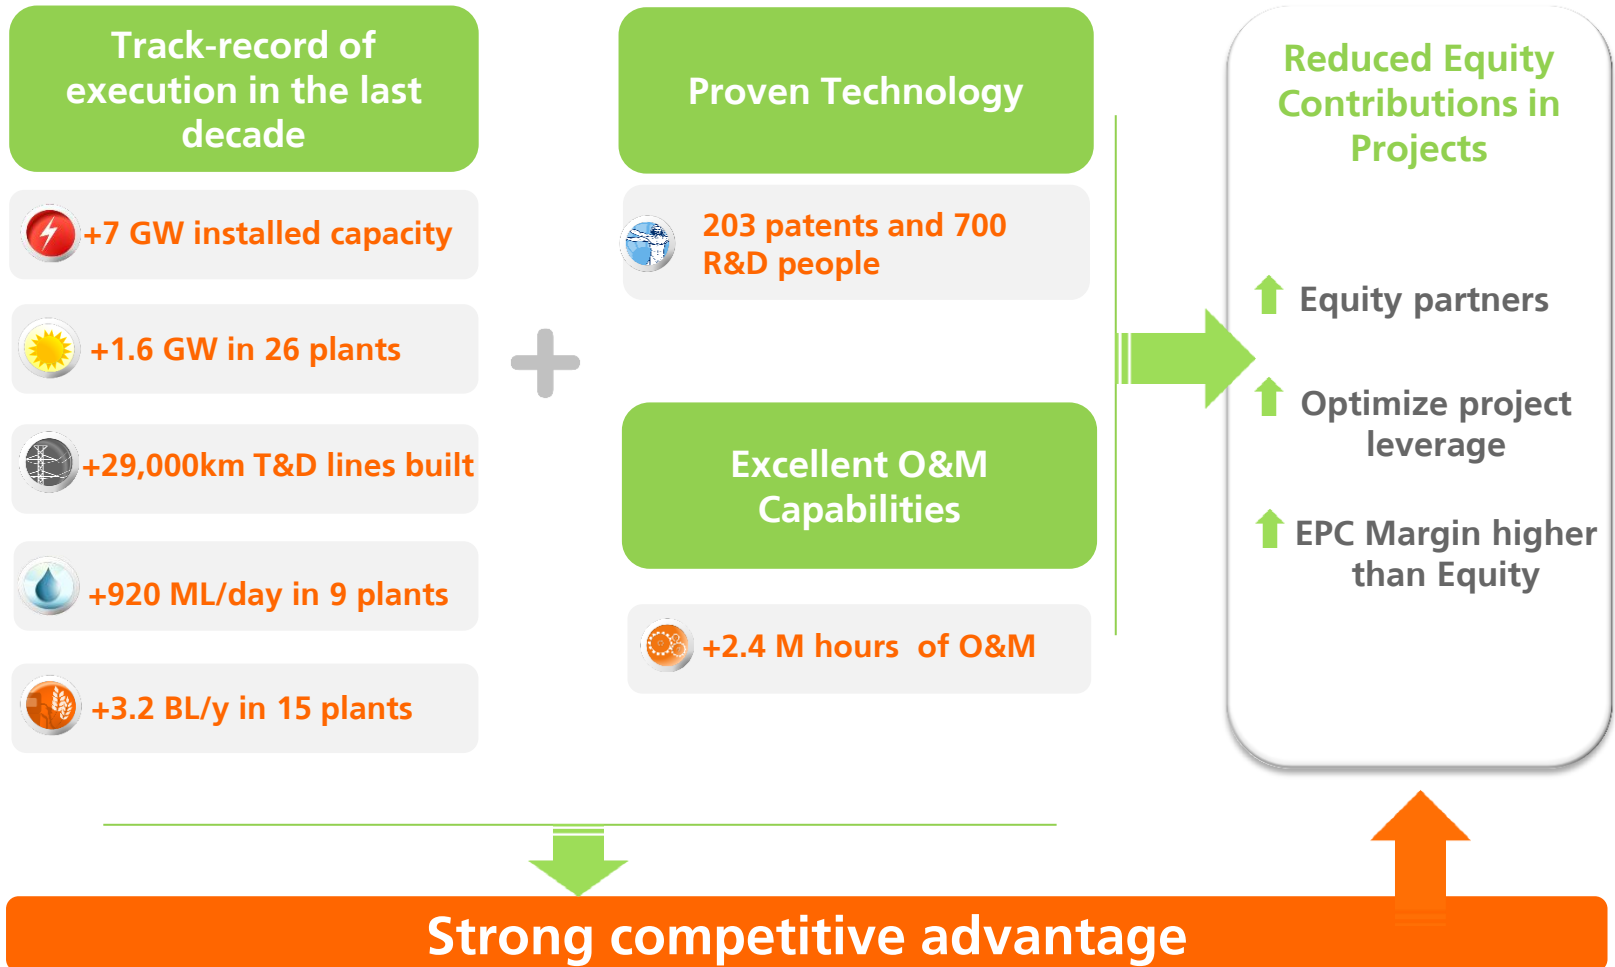 Track-record of
execution in the last
decade
+7 GW installed capacity
+1.6 GW in 26 plants
+29,000km T&D lines built
+920 ML/day in 9 plants
+3.2 BL/y in 15 plants
Proven Technology
203 patents and 700
R&D people
Excellent O&M
Capabilities
+2.4 M hours  of O&M
Reduced Equity
Contributions in
Projects
Equity partners
Optimize project
leverage
EPC Margin higher
than Equity
Strong competitive advantage